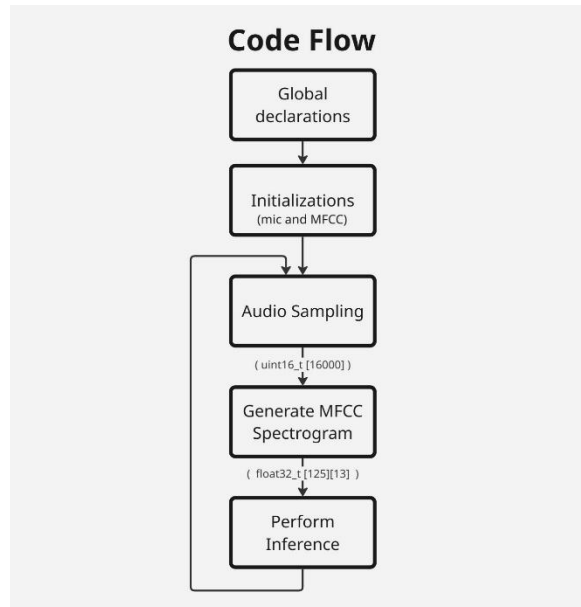 Code Flow
Global
declarations
Initializations
(mic and MFCC)
Audio Sampling
( uint16_t [16000] )
Generate MFCC
Spectrogram
( float32_t [125][13] )
Perform
Inference